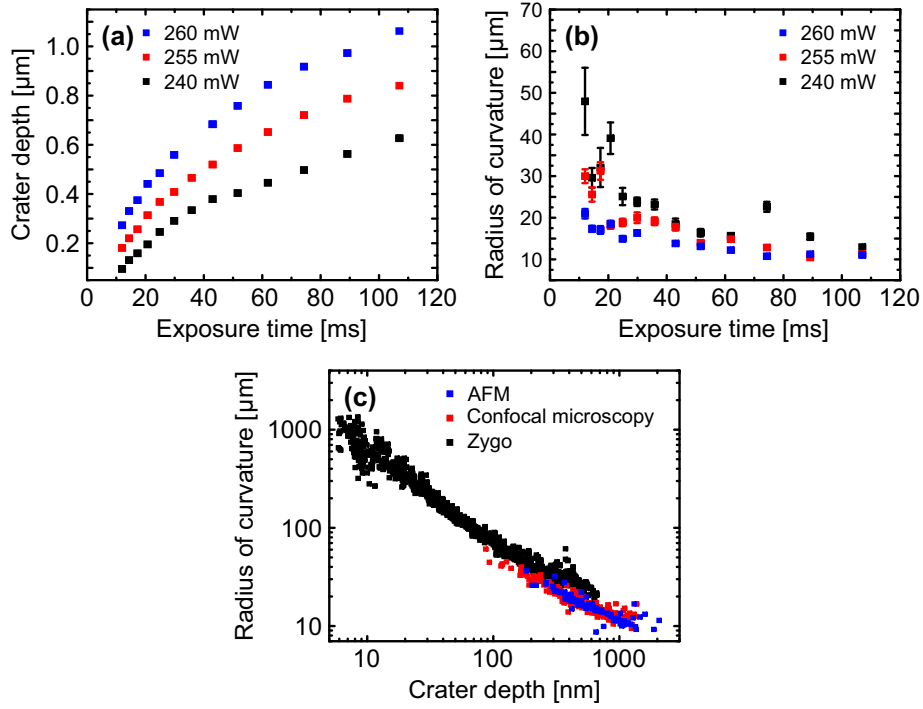 (a)
260 mW
255 mW
240 mW
Crater depth [µm]
1.0
0.8
0.6
0.4
0.2
0 20 40 60 80 100 120
Exposure time [ms]
(b)
260 mW
255 mW
240 mW
Radius of curvature [µm]
70
60
50
40
30
20
10
0 20 40 60 80 100 120
Exposure time [ms]
(c)
AFM
Confocal microscopy
Zygo
Radius of curvature [µm]
1000
100
10
10 100 1000
Crater depth [nm]